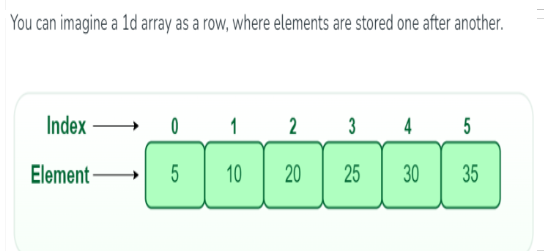 You can imagine a 1d array as a row, where elements are stored one after another.
Index 0 1 2 3 4 5
Element 5 10 20 25 30 35